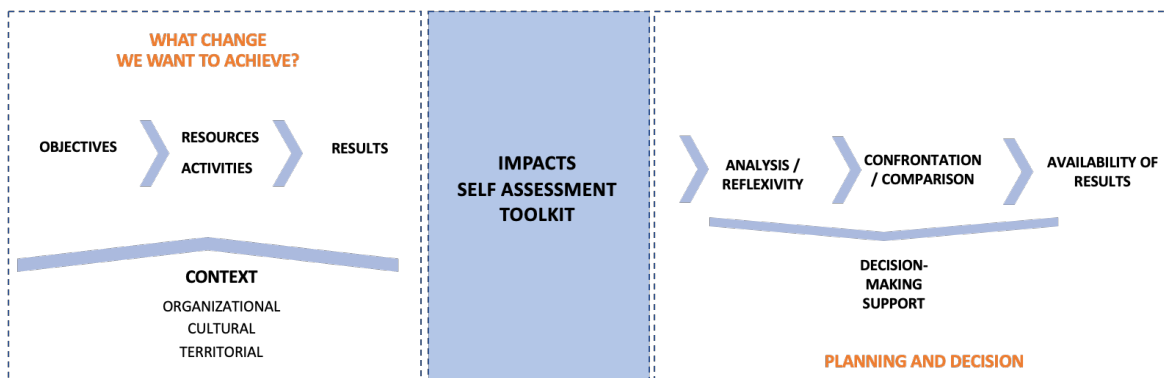 WHAT CHANGE
WE WANT TO ACHIEVE?
OBJECTIVES
RESOURCES
ACTIVITIES
RESULTS
CONTEXT
ORGANIZATIONAL
CULTURAL
TERRITORIAL
IMPACTS
SELF ASSESSMENT
TOOLKIT
ANALYSIS /
REFLEXIVITY
CONFRONTATION
/ COMPARISON
AVAILABILITY OF
RESULTS
DECISION-
MAKING
SUPPORT
PLANNING AND DECISION